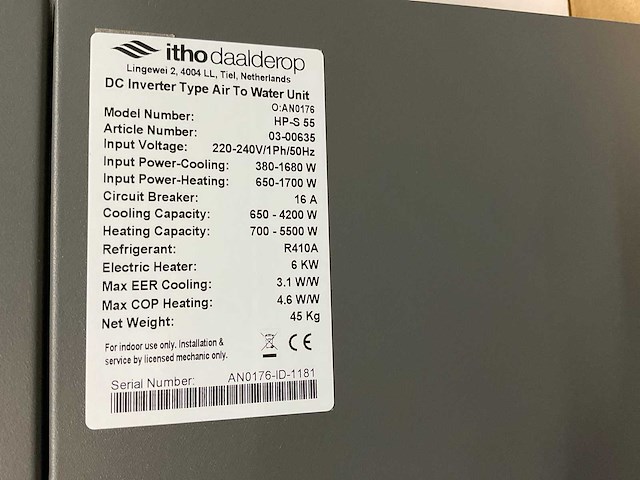 itho daalderop
Lingewei 2, 4004 LL, Tiel, Netherlands
DC Inverter Type Air To Water Unit
O:AN0176
Model Number: HP-S 55
Article Number: 03-00635
Input Voltage: 220-240V/1Ph/50Hz
Input Power-Cooling: 380-1680 W
Input Power-Heating: 650-1700 W
Circuit Breaker: 16 A
Cooling Capacity: 650 - 4200 W
Heating Capacity: 700 - 5500 W
Refrigerant: R410A
Electric Heater: 6 KW
Max EER Cooling: 3.1 W/W
Max COP Heating: 4.6 W/W
Net Weight: 45 Kg
For indoor use only. Installation &
service by licensed mechanic only.
CE
Serial Number: AN0176-ID-1181